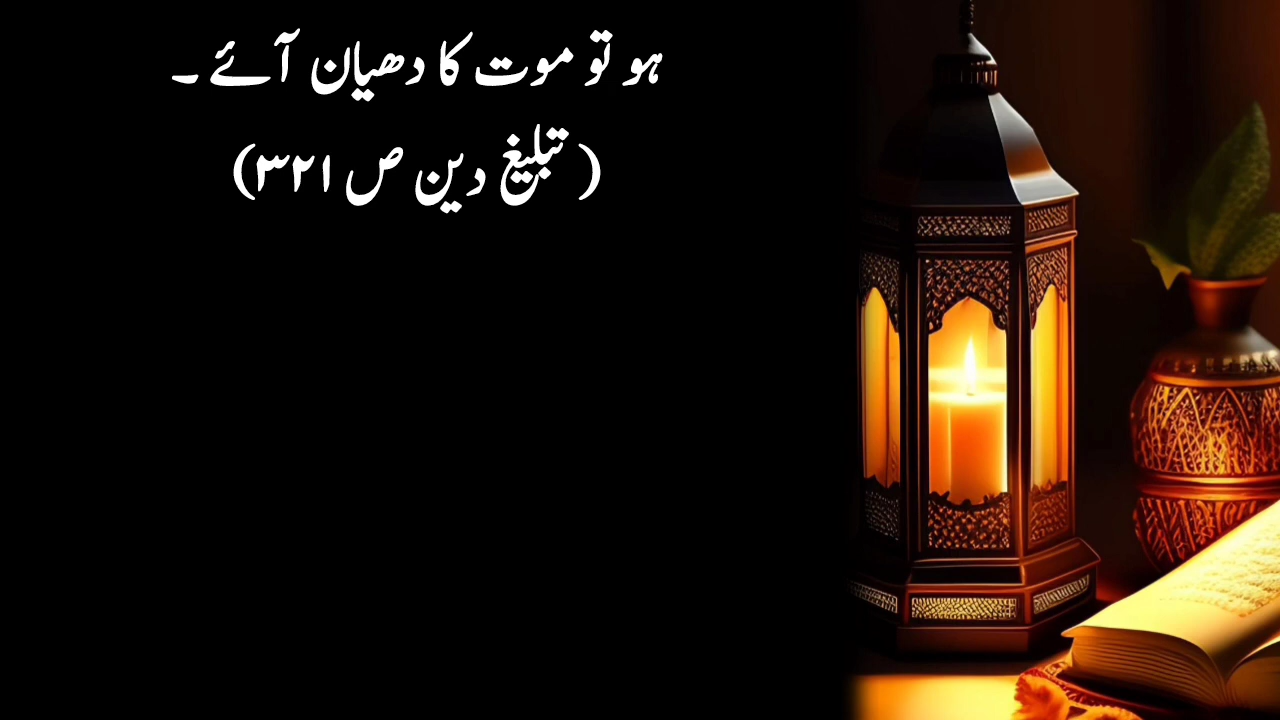 ہو تو موت کا دھیان آئے ۔
(تبلیغ دین ص ۳۲۱)